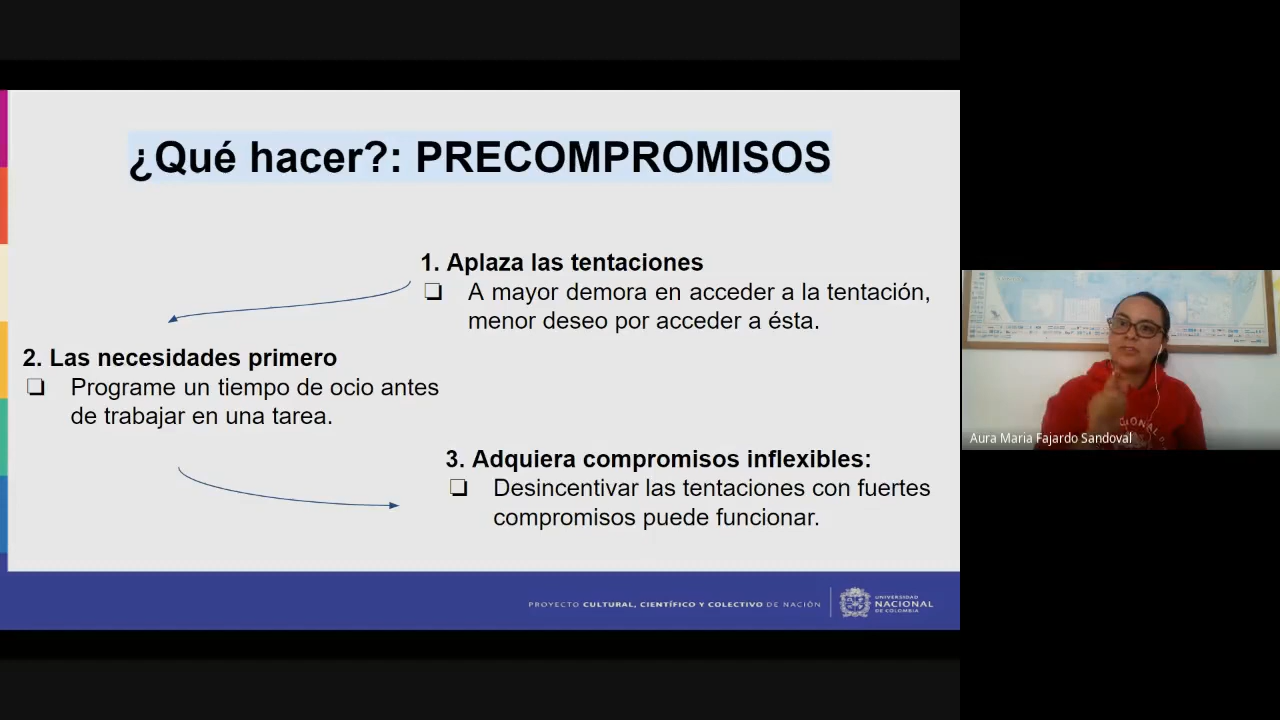 ¿Qué hacer?: PRECOMPROMISOS
1. Aplaza las tentaciones
❏ A mayor demora en acceder a la tentación,
menor deseo por acceder a ésta.
2. Las necesidades primero
❏ Programe un tiempo de ocio antes
de trabajar en una tarea.
3. Adquiera compromisos inflexibles:
❏ Desincentivar las tentaciones con fuertes
compromisos puede funcionar.
PROYECTO CULTURAL, CIENTÍFICO Y COLECTIVO DE NACIÓN
UNIVERSIDAD
NACIONAL
DE COLOMBIA
Aura Maria Fajardo Sandoval